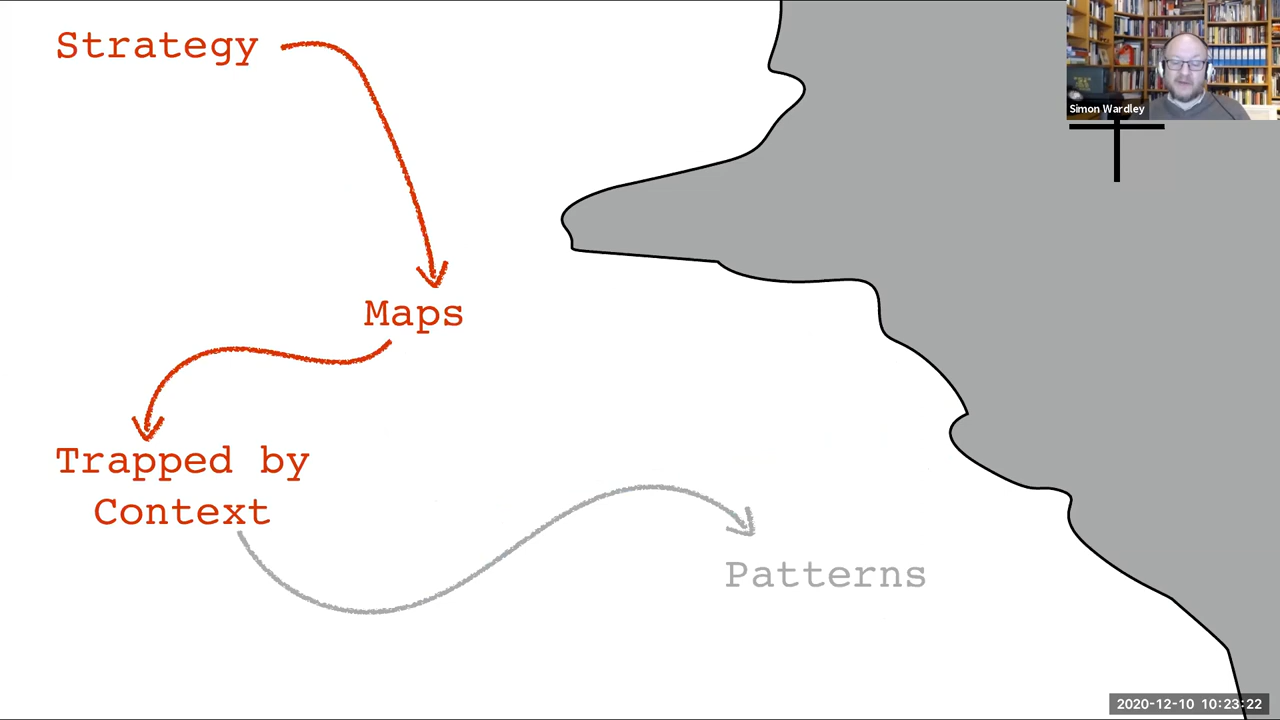 Strategy
Simon Wardley
Maps
Trapped by
Context
Patterns
2020-12-10 10:23:22